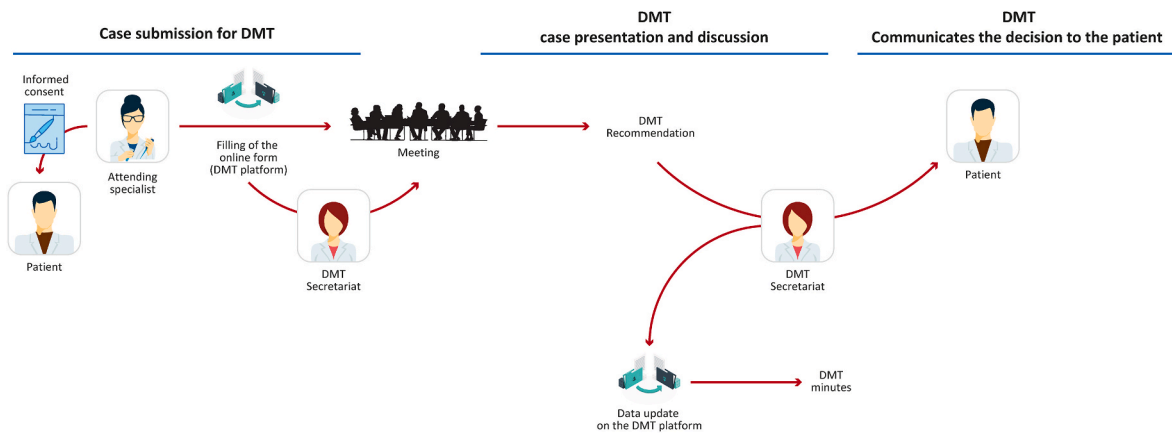 Case submission for DMT
DMT
case presentation and discussion
DMT
Communicates the decision to the patient
Informed
consent
Attending
specialist
Patient
Filling of the
online form
(DMT platform)
DMT
Secretariat
Meeting
DMT
Recommendation
DMT
Secretariat
Patient
Data update
on the DMT platform
DMT
minutes